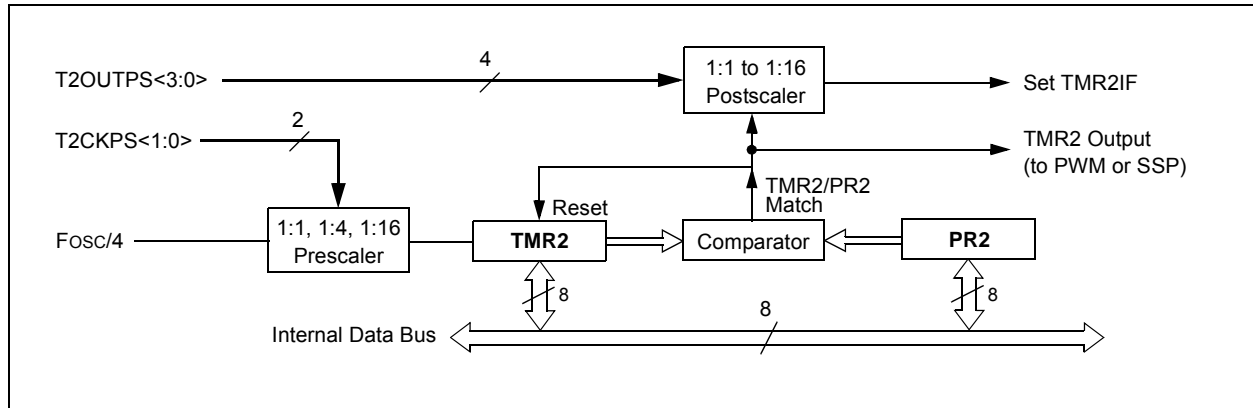 T2OUTPS<3:0>
4
1:1 to 1:16
Postscaler
Set TMR2IF
T2CKPS<1:0>
2
TMR2 Output
(to PWM or SSP)
TMR2/PR2
Match
Reset
FOSC/4
1:1, 1:4, 1:16
Prescaler
TMR2
Comparator
PR2
8
8
8
Internal Data Bus